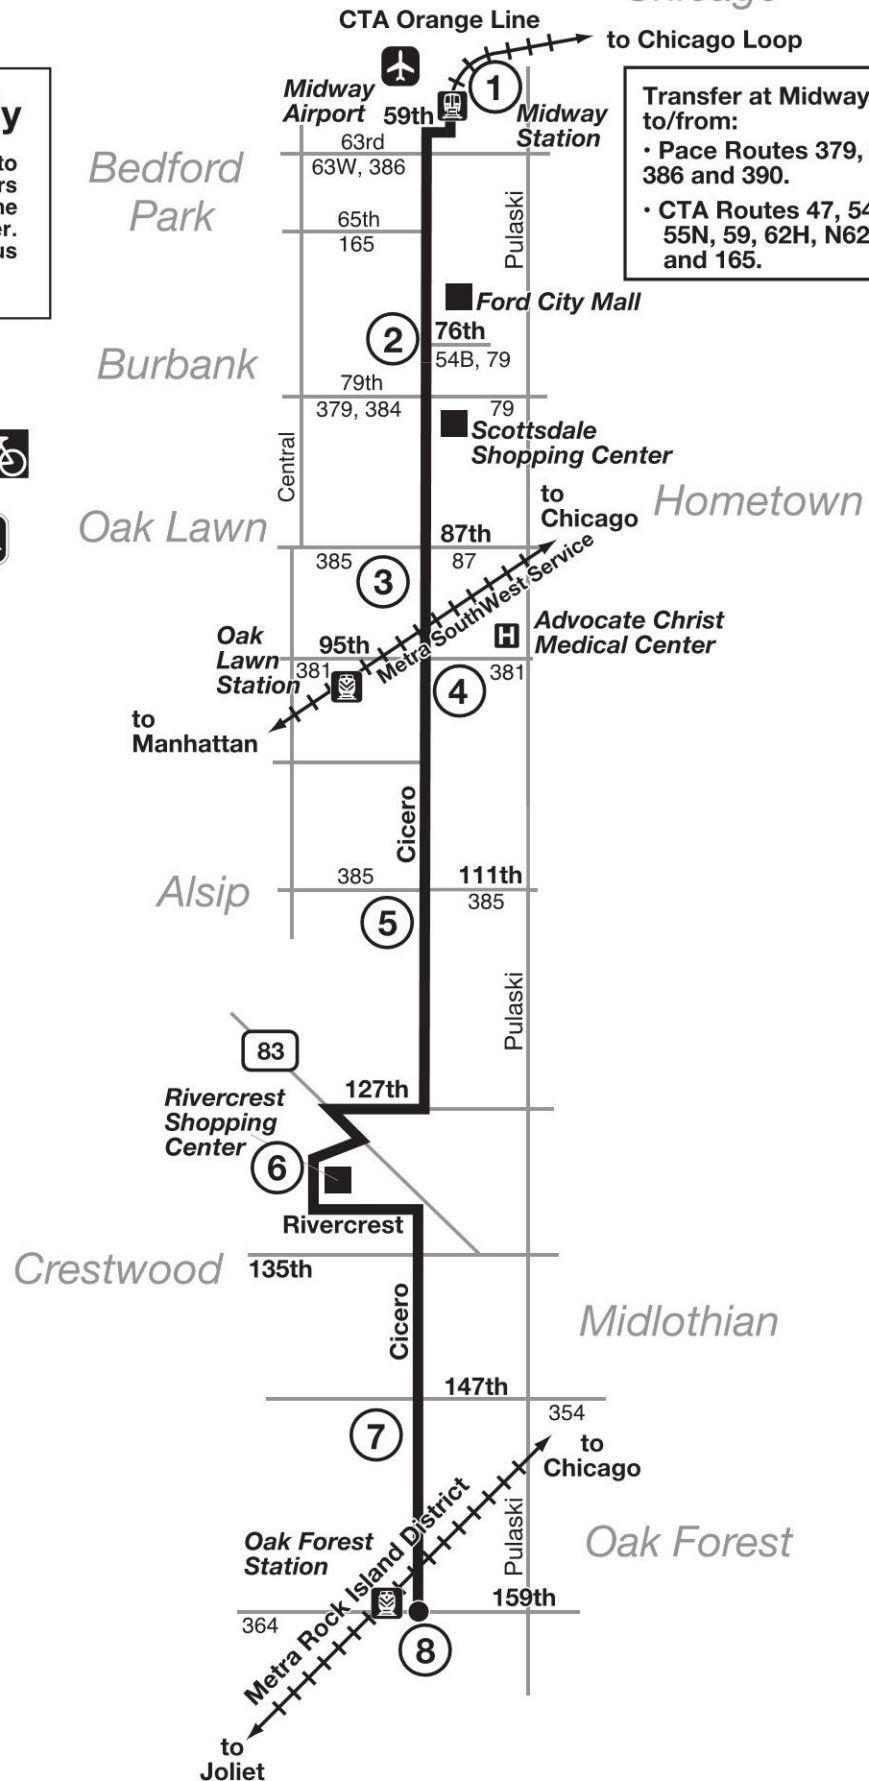 CTA Orange Line
to Chicago Loop
1
Midway
Airport
59th
Midway
Station
y
to
rs
ne
er.
us
Transfer at Midway
to/from:
· Pace Routes 379,
386 and 390.
· CTA Routes 47, 54
55N, 59, 62H, N62
and 165.
63rd
63W, 386
Bedford
Park
65th
165
Pulaski
Ford City Mall
2
76th
54B, 79
Burbank
79th
379, 384
79
Scottsdale
Shopping Center
Central
to
Chicago
Hometown
Oak Lawn
87th
385
87
3
Metra SouthWest Service
Advocate Christ
Medical Center
H
Oak
Lawn
Station
95th
381
381
4
to
Manhattan
Cicero
Alsip
385
111th
385
5
Pulaski
83
127th
Rivercrest
Shopping
Center
6
Rivercrest
Crestwood
135th
Cicero
Midlothian
147th
354
7
to
Chicago
Metra Rock Island District
Pulaski
Oak Forest
Station
Oak Forest
159th
364
8
to
Joliet